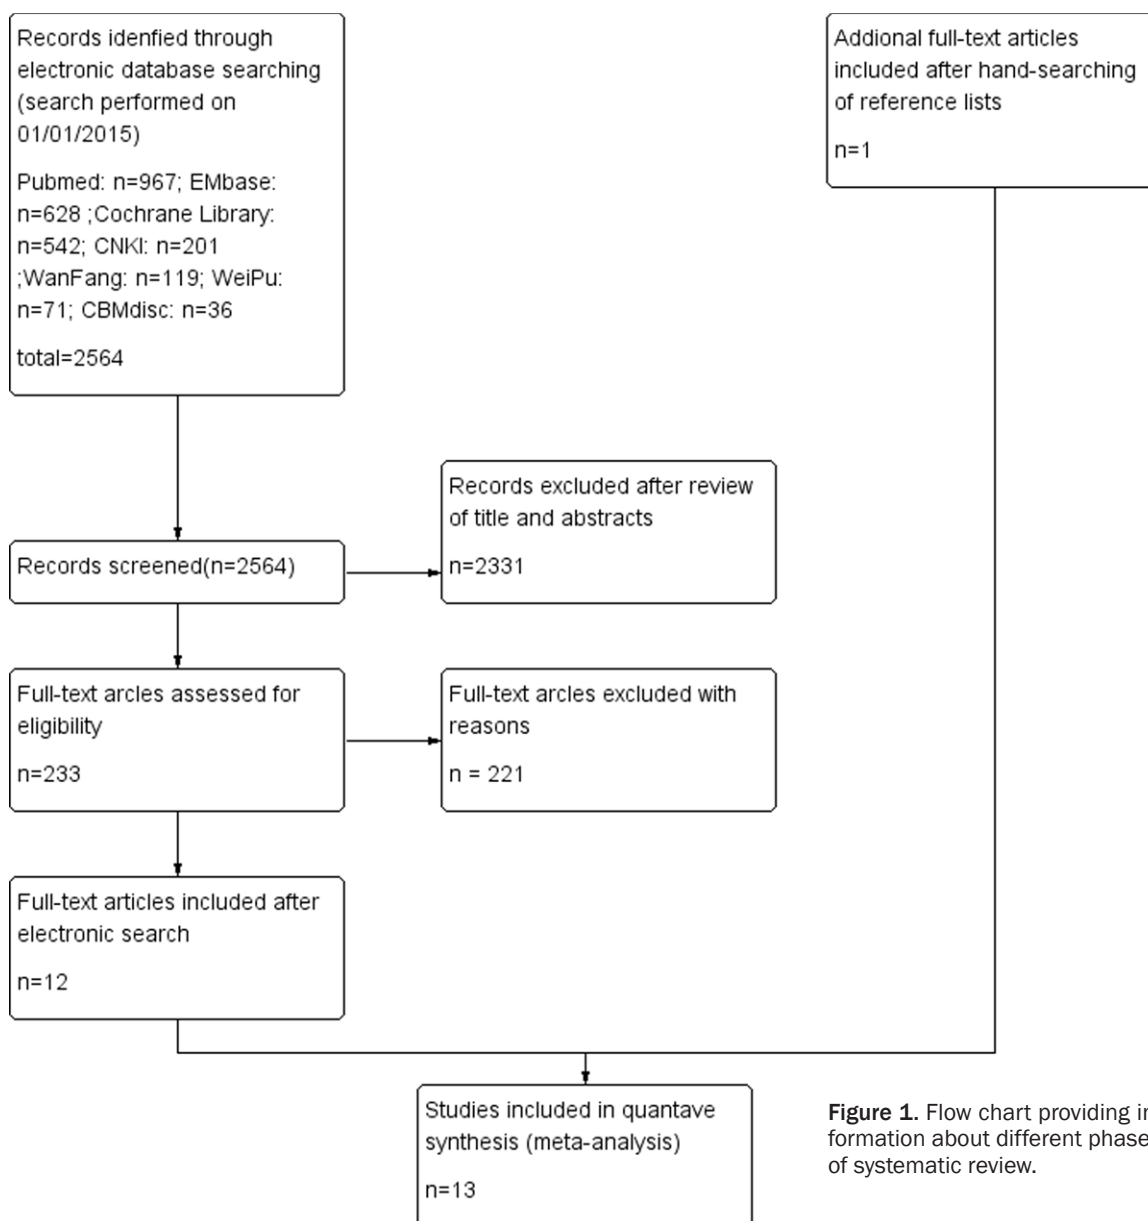 Records idenfied through
electronic database searching
(search performed on
01/01/2015)
Pubmed: n=967; EMbase:
n=628 ;Cochrane Library:
n=542; CNKI: n=201
;WanFang: n=119; WeiPu:
n=71; CBMdisc: n=36
total=2564
Addional full-text articles
included after hand-searching
of reference lists
n=1
Records excluded after review
of title and abstracts
n=2331
Records screened(n=2564)
Full-text arcles assessed for
eligibility
n=233
Full-text arcles excluded with
reasons
n = 221
Full-text articles included after
electronic search
n=12
Studies included in quantave
synthesis (meta-analysis)
n=13
Figure 1. Flow chart providing in
formation about different phase
of systematic review.